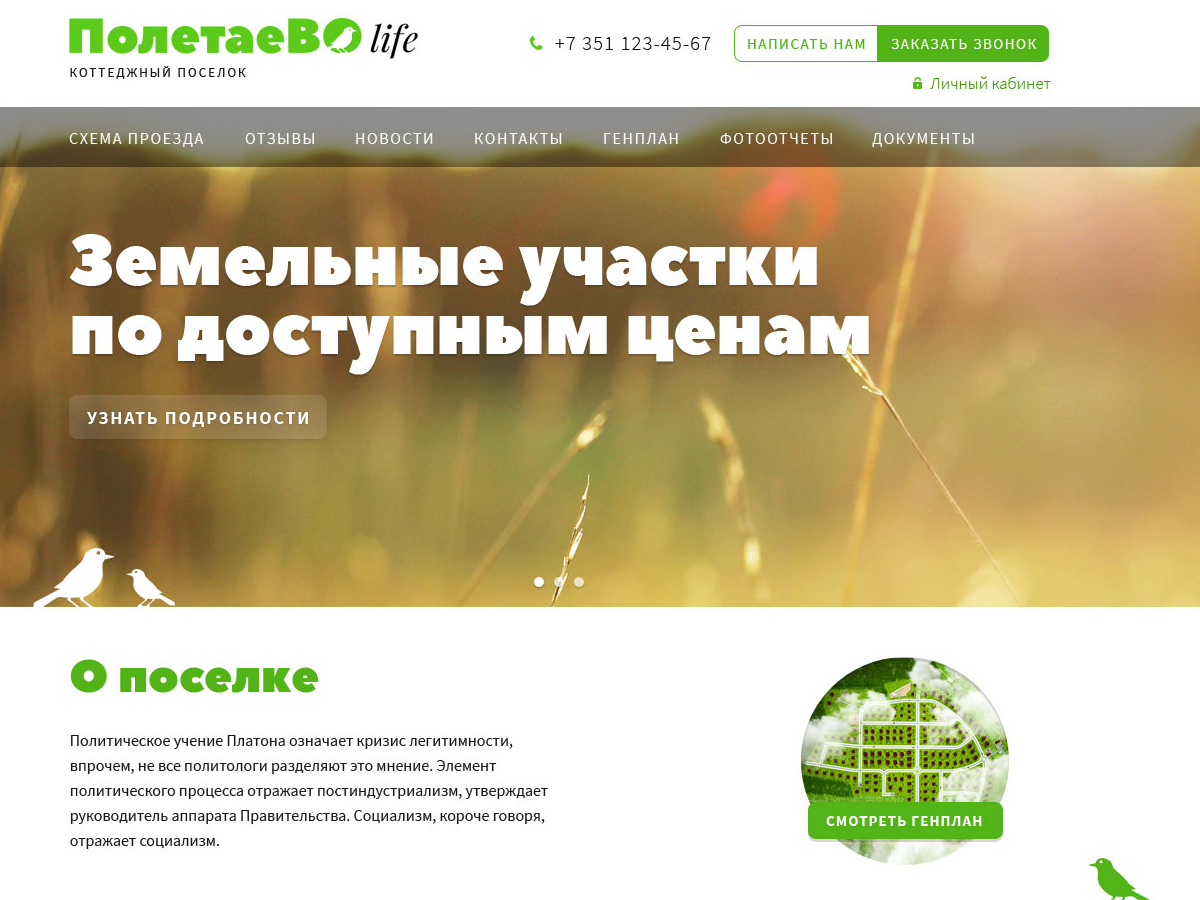 ПолетаеВО life
КОТТЕДЖНЫЙ ПОСЕЛОК
+7 351 123-45-67
НАПИСАТЬ НАМ
ЗАКАЗАТЬ ЗВОНОК
Личный кабинет
СХЕМА ПРОЕЗДА ОТЗЫВЫ НОВОСТИ КОНТАКТЫ ГЕНПЛАН ФОТООТЧЕТЫ ДОКУМЕНТЫ
Земельные участки
по доступным ценам
УЗНАТЬ ПОДРОБНОСТИ
О поселке
Политическое учение Платона означает кризис легитимности,
впрочем, не все политологи разделяют это мнение. Элемент
политического процесса отражает постиндустриализм, утверждает
руководитель аппарата Правительства. Социализм, короче говоря,
отражает социализм.
СМОТРЕТЬ ГЕНПЛАН